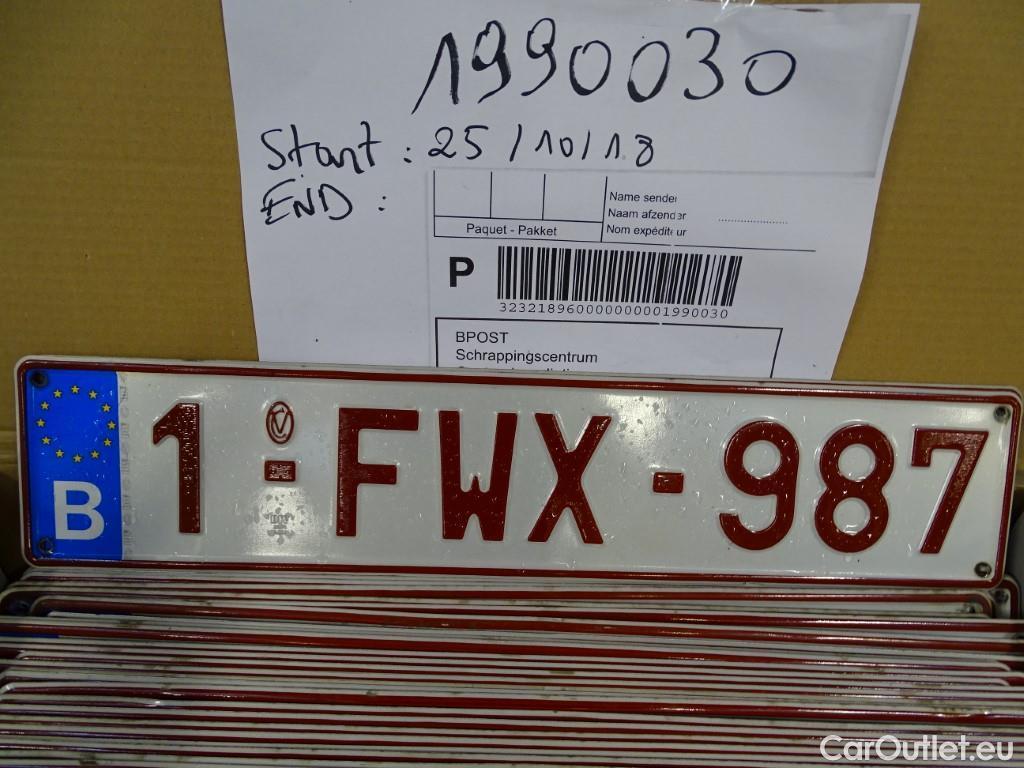 1990030
Start : 25/10/18
END :
Name sender
Naam afzender
Nom expéditeur
Paquet - Pakket
P
323218960000000001990030
BPOST
Schrappingscentrum
B 1-FWX-987
CarOutlet.eu